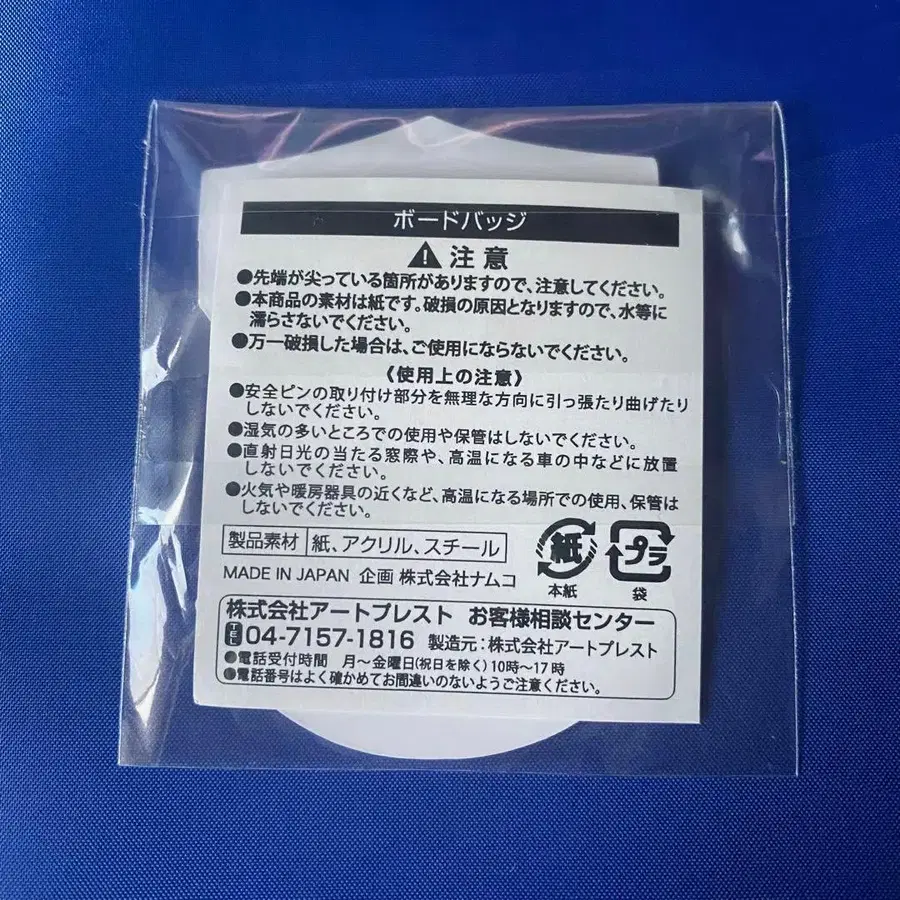 ボードバッジ
注意
●先端が尖っている箇所がありますので、注意してください。
●本商品の素材は紙です。破損の原因となりますので、水等に
濡らさないでください。
●万一破損した場合は、ご使用にならないでください。
《使用上の注意》
●安全ピンの取り付け部分を無理な方向に引っ張たり曲げたり
しないでください。
●湿気の多いところでの使用や保管はしないでください。
●直射日光の当たる窓際や、高温になる車の中などに放置
しないでください。
●火気や暖房器具の近くなど、高温になる場所での使用、保管は
しないでください。
製品素材 紙、アクリル、スチール
MADE IN JAPAN 企画 株式会社ナムコ
紙 プラ
本紙 袋
株式会社アートプレスト お客様相談センター
TEL 04-7157-1816 製造元:株式会社アートプレスト
●電話受付時間 月〜金曜日(祝日を除く)10時〜17時
●電話番号はよく確かめてお間違いのないようご注意ください。